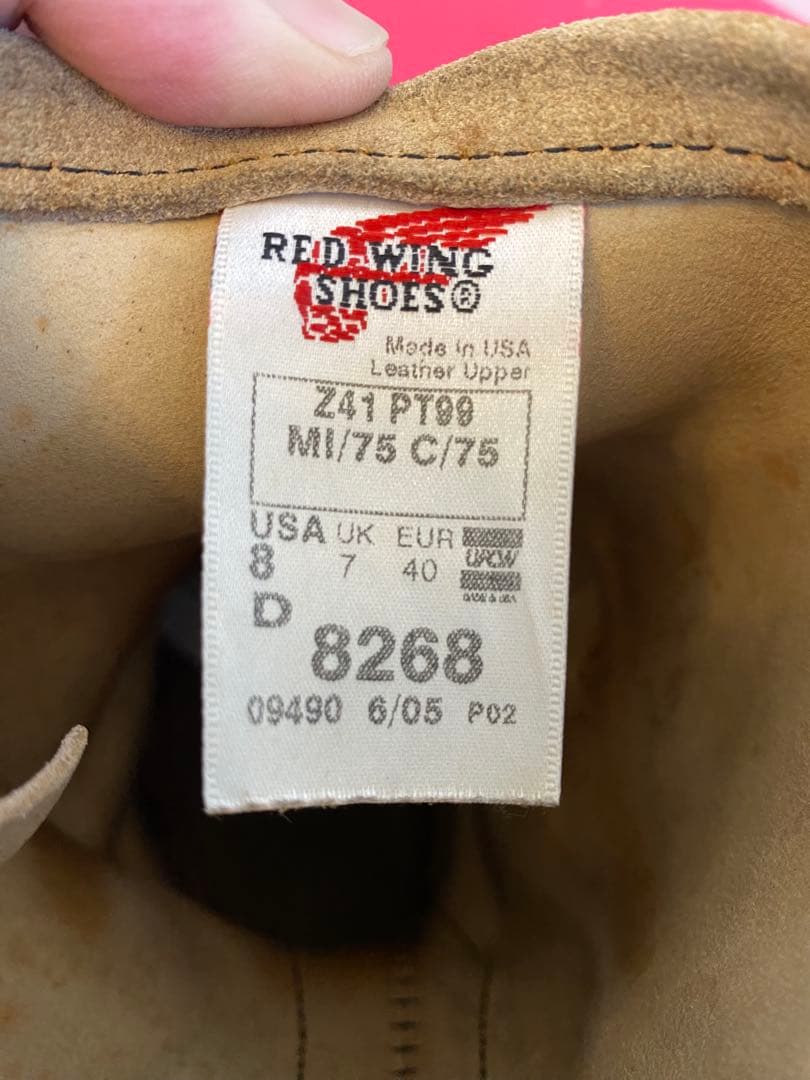 RED WING
SHOES®
Made in USA
Leather Upper
Z41 PT99
MI/75 C/75
USA UK EUR
8 7 40
UFCW
D
8268
09490 6/05 P02